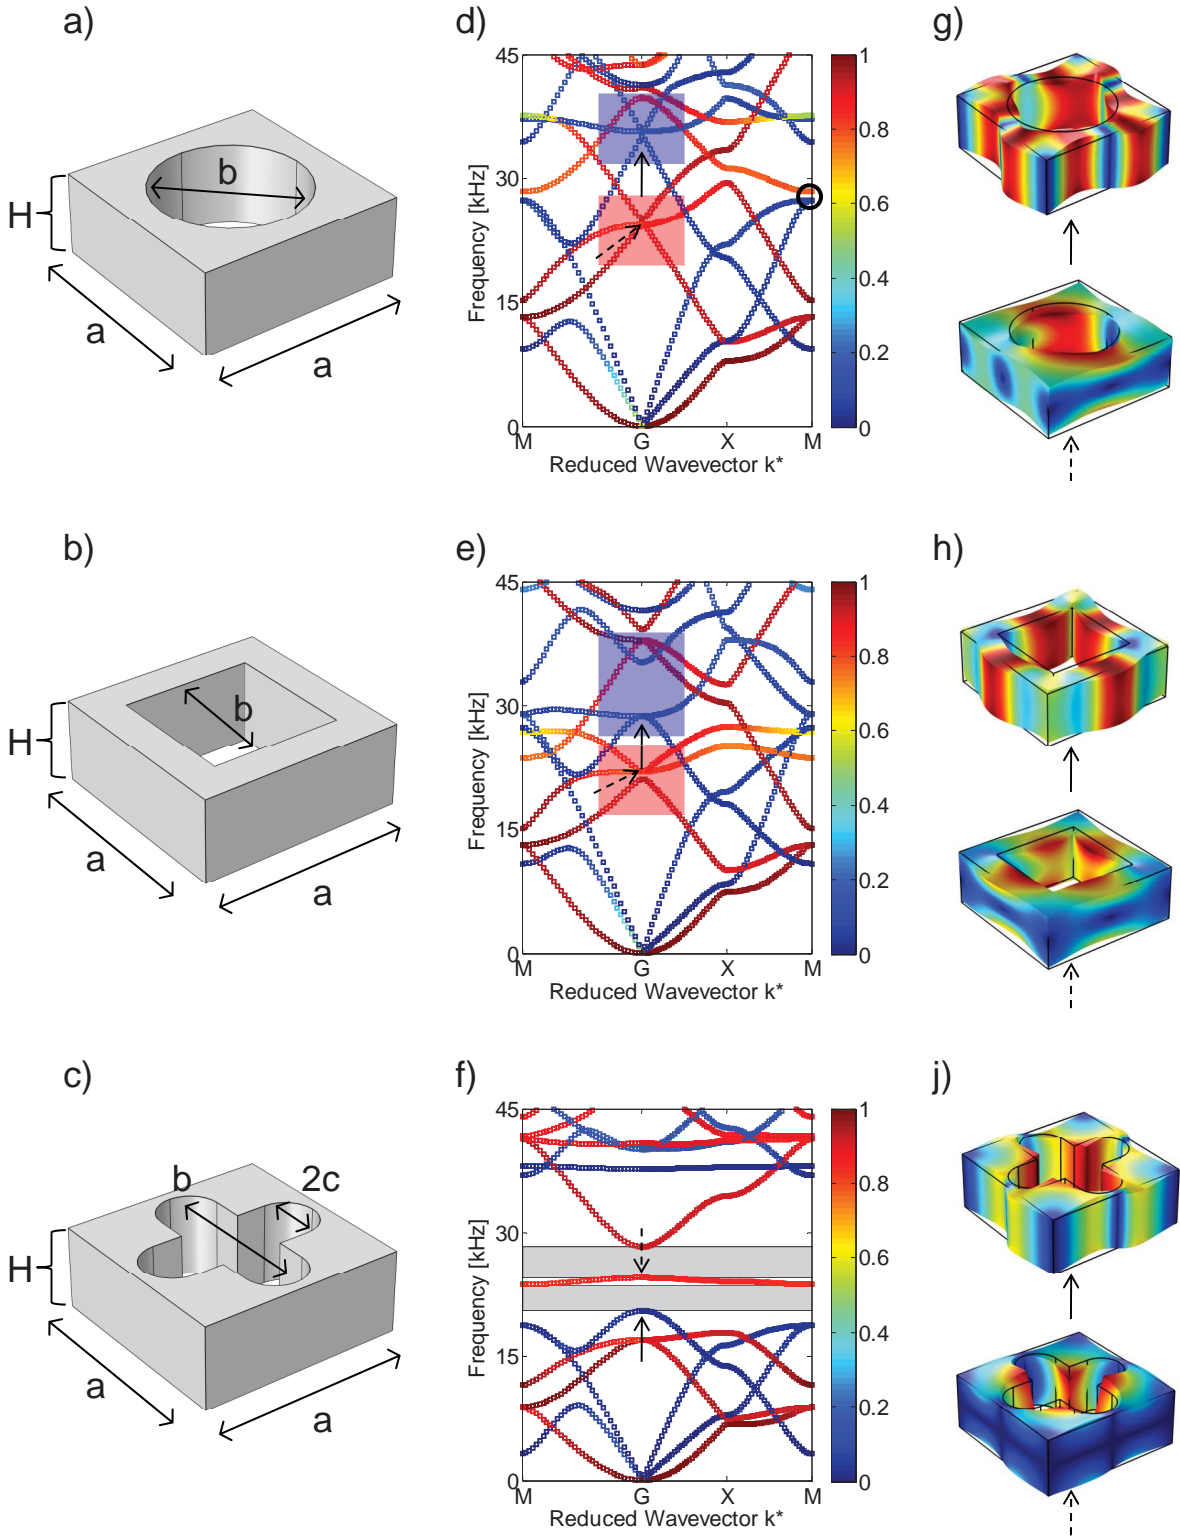 a)
b
H
a
a
d)
45
30
15
0
Frequency [kHz]
M G X M
Reduced Wavevector k*
1
0.8
0.6
0.4
0.2
0
g)
b)
b
H
a
a
e)
45
30
15
0
Frequency [kHz]
M G X M
Reduced Wavevector k*
1
0.8
0.6
0.4
0.2
0
h)
c)
b
2c
H
a
a
f)
45
30
15
0
Frequency [kHz]
M G X M
Reduced Wavevector k*
1
0.8
0.6
0.4
0.2
0
j)